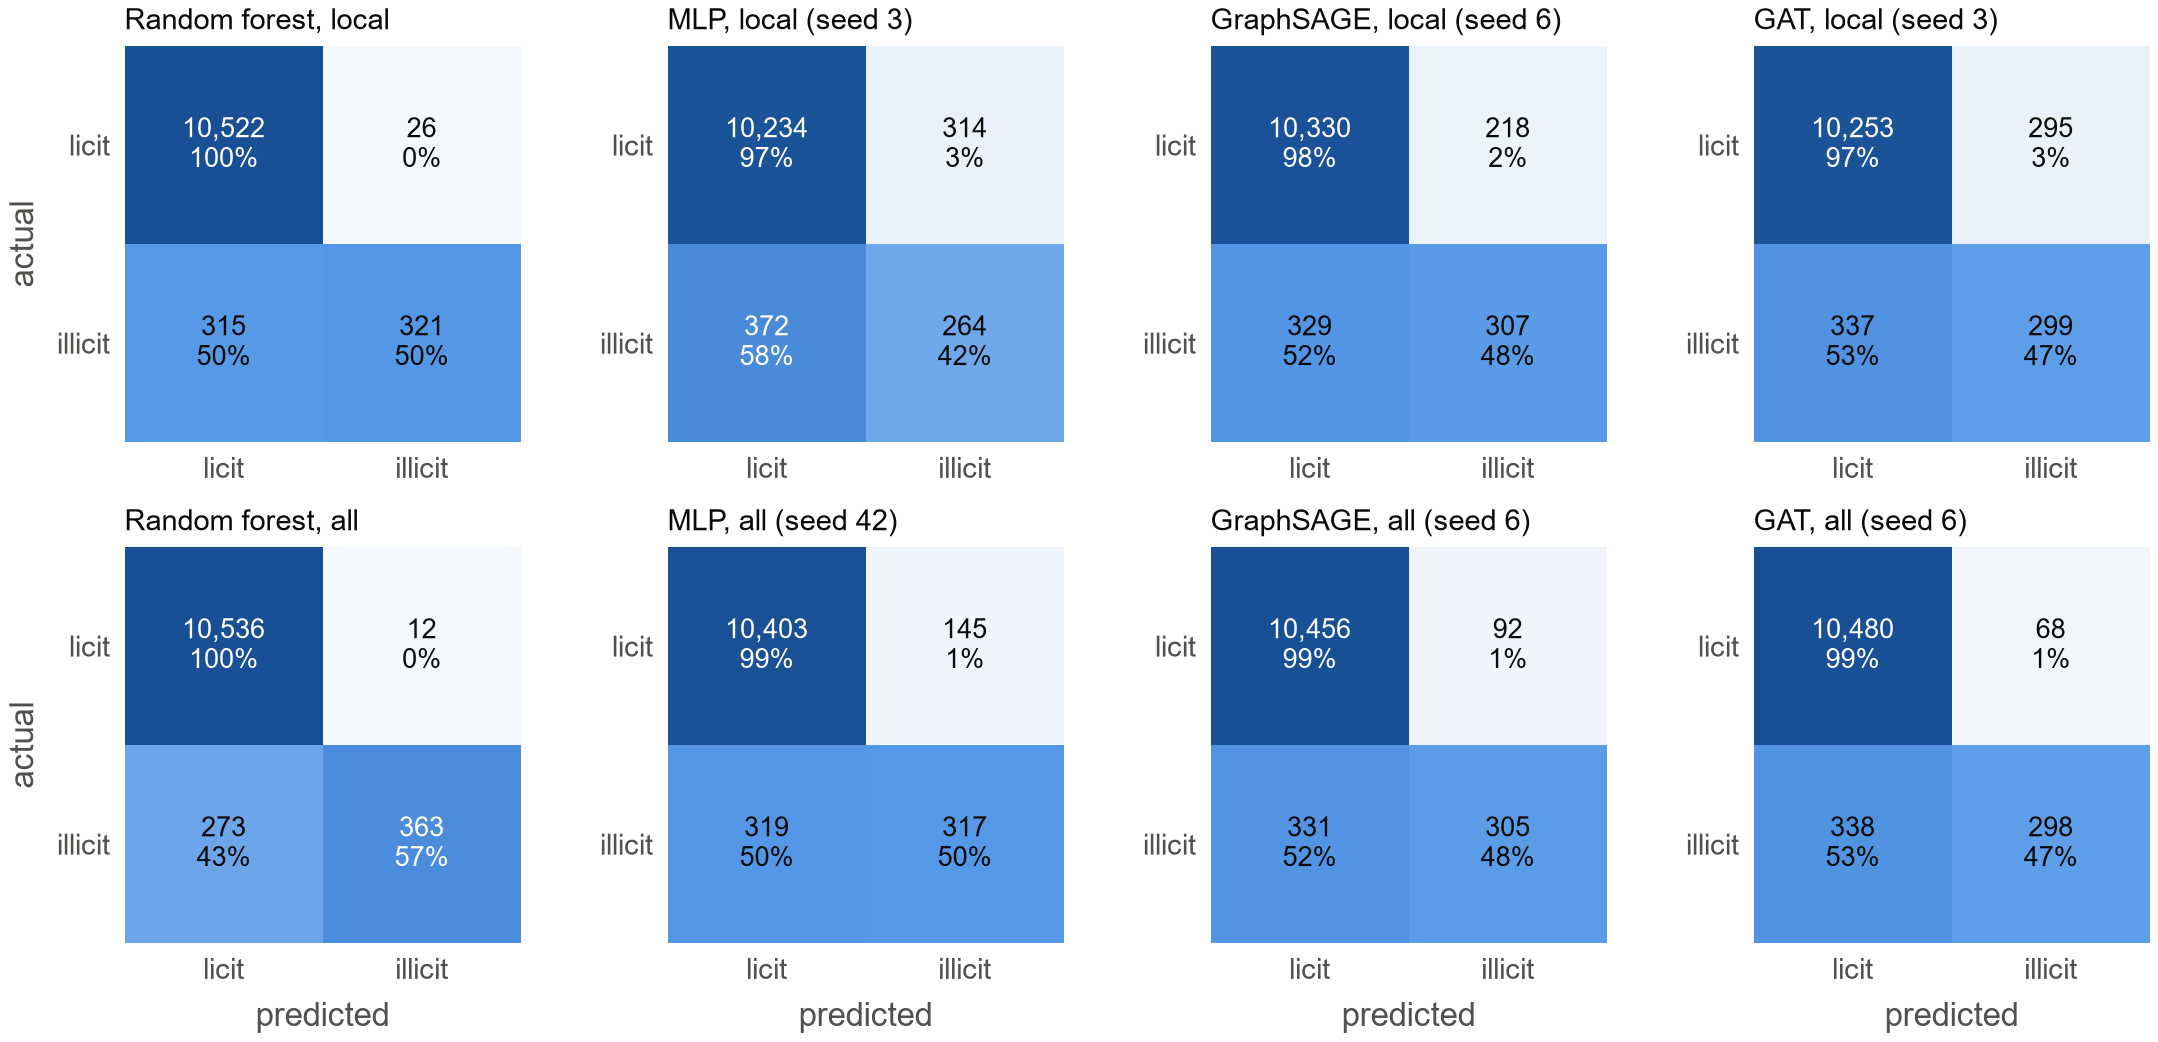 Random forest, local
MLP, local (seed 3)
GraphSAGE, local (seed 6)
GAT, local (seed 3)
actual
licit
10,522
100%
26
0%
illicit
315
50%
321
50%
licit
illicit
licit
10,234
97%
314
3%
illicit
372
58%
264
42%
licit
illicit
licit
10,330
98%
218
2%
illicit
329
52%
307
48%
licit
illicit
licit
10,253
97%
295
3%
illicit
337
53%
299
47%
licit
illicit
Random forest, all
MLP, all (seed 42)
GraphSAGE, all (seed 6)
GAT, all (seed 6)
actual
licit
10,536
100%
12
0%
illicit
273
43%
363
57%
licit
illicit
predicted
licit
10,403
99%
145
1%
illicit
319
50%
317
50%
licit
illicit
predicted
licit
10,456
99%
92
1%
illicit
331
52%
305
48%
licit
illicit
predicted
licit
10,480
99%
68
1%
illicit
338
53%
298
47%
licit
illicit
predicted